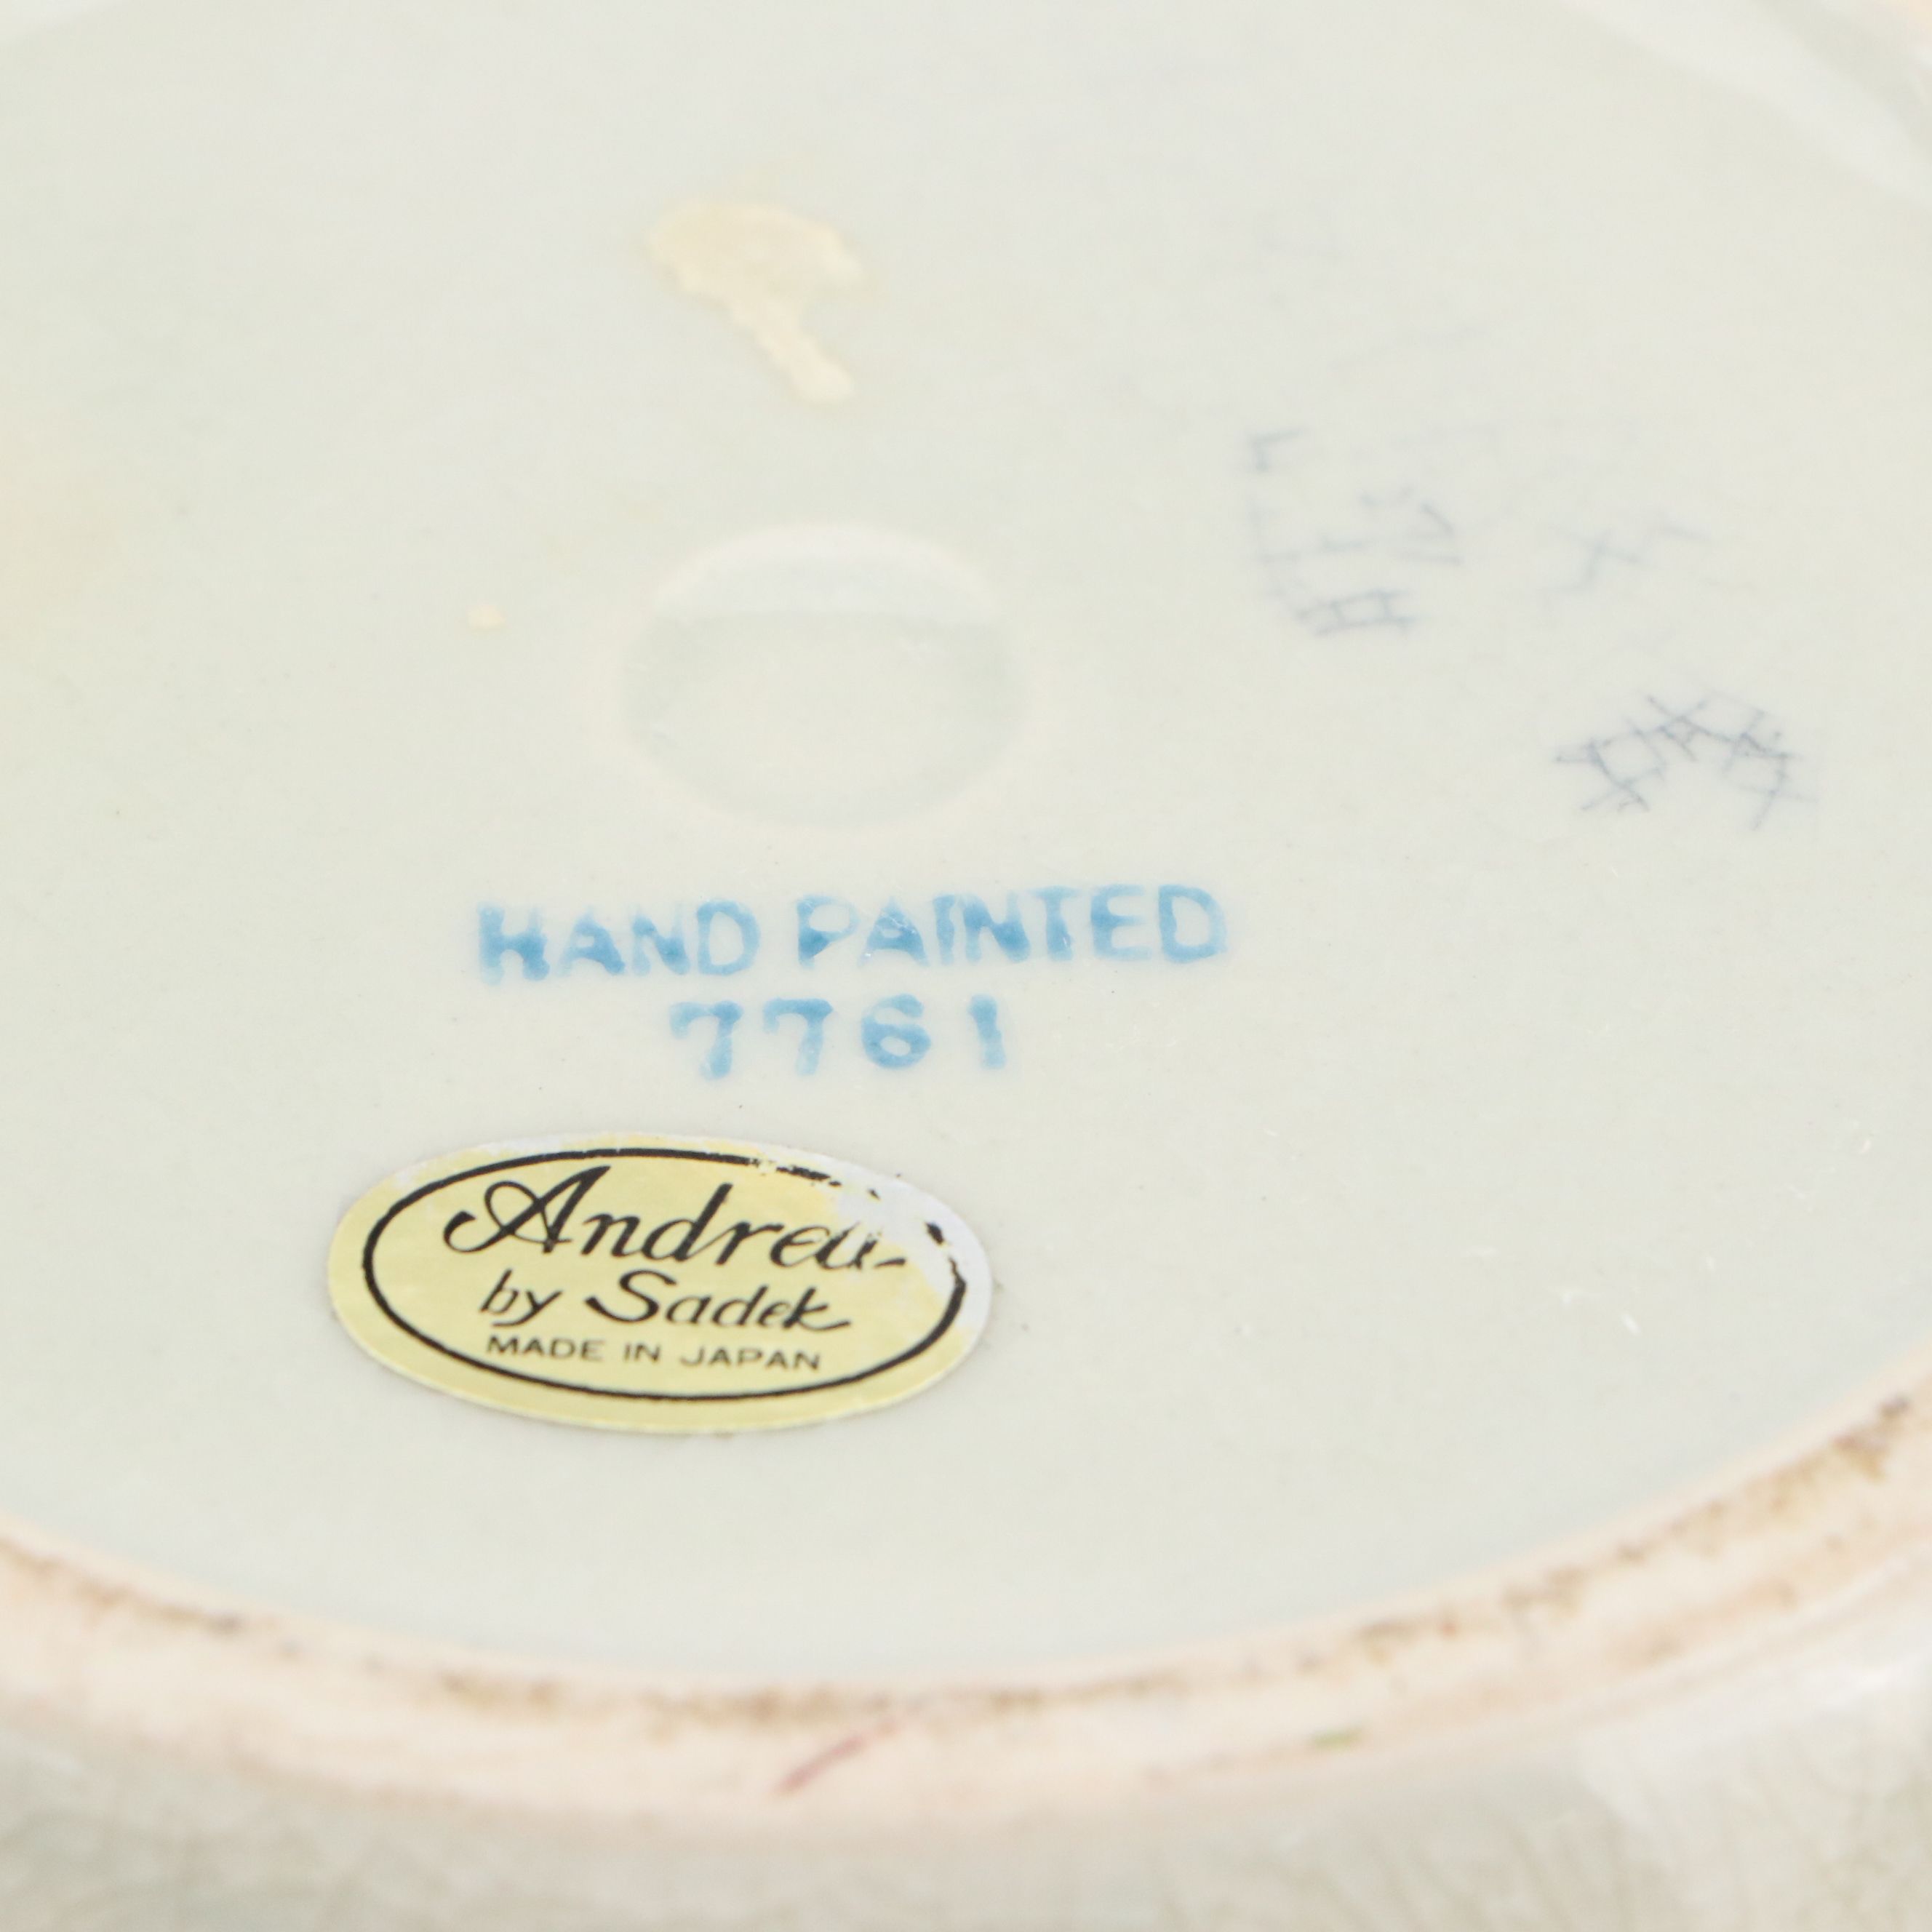 HAND PAINTED
7761
Andrea
by Sadek
MADE IN JAPAN